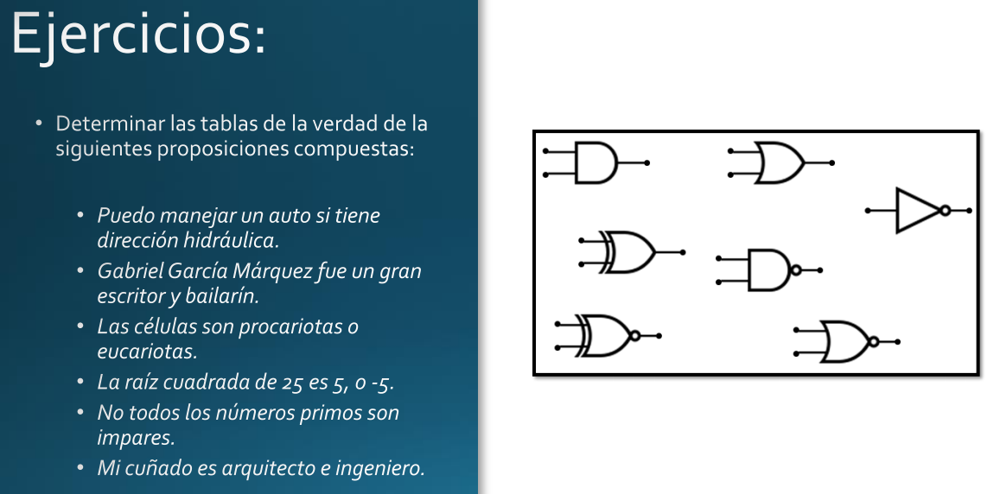 Ejercicios:
• Determinar las tablas de la verdad de la
siguientes proposiciones compuestas:
• Puedo manejar un auto si tiene
dirección hidráulica.
• Gabriel García Márquez fue un gran
escritor y bailarín.
• Las células son procariotas o
eucariotas.
• La raíz cuadrada de 25 es 5, o -5.
• No todos los números primos son
impares.
• Mi cuñado es arquitecto e ingeniero.